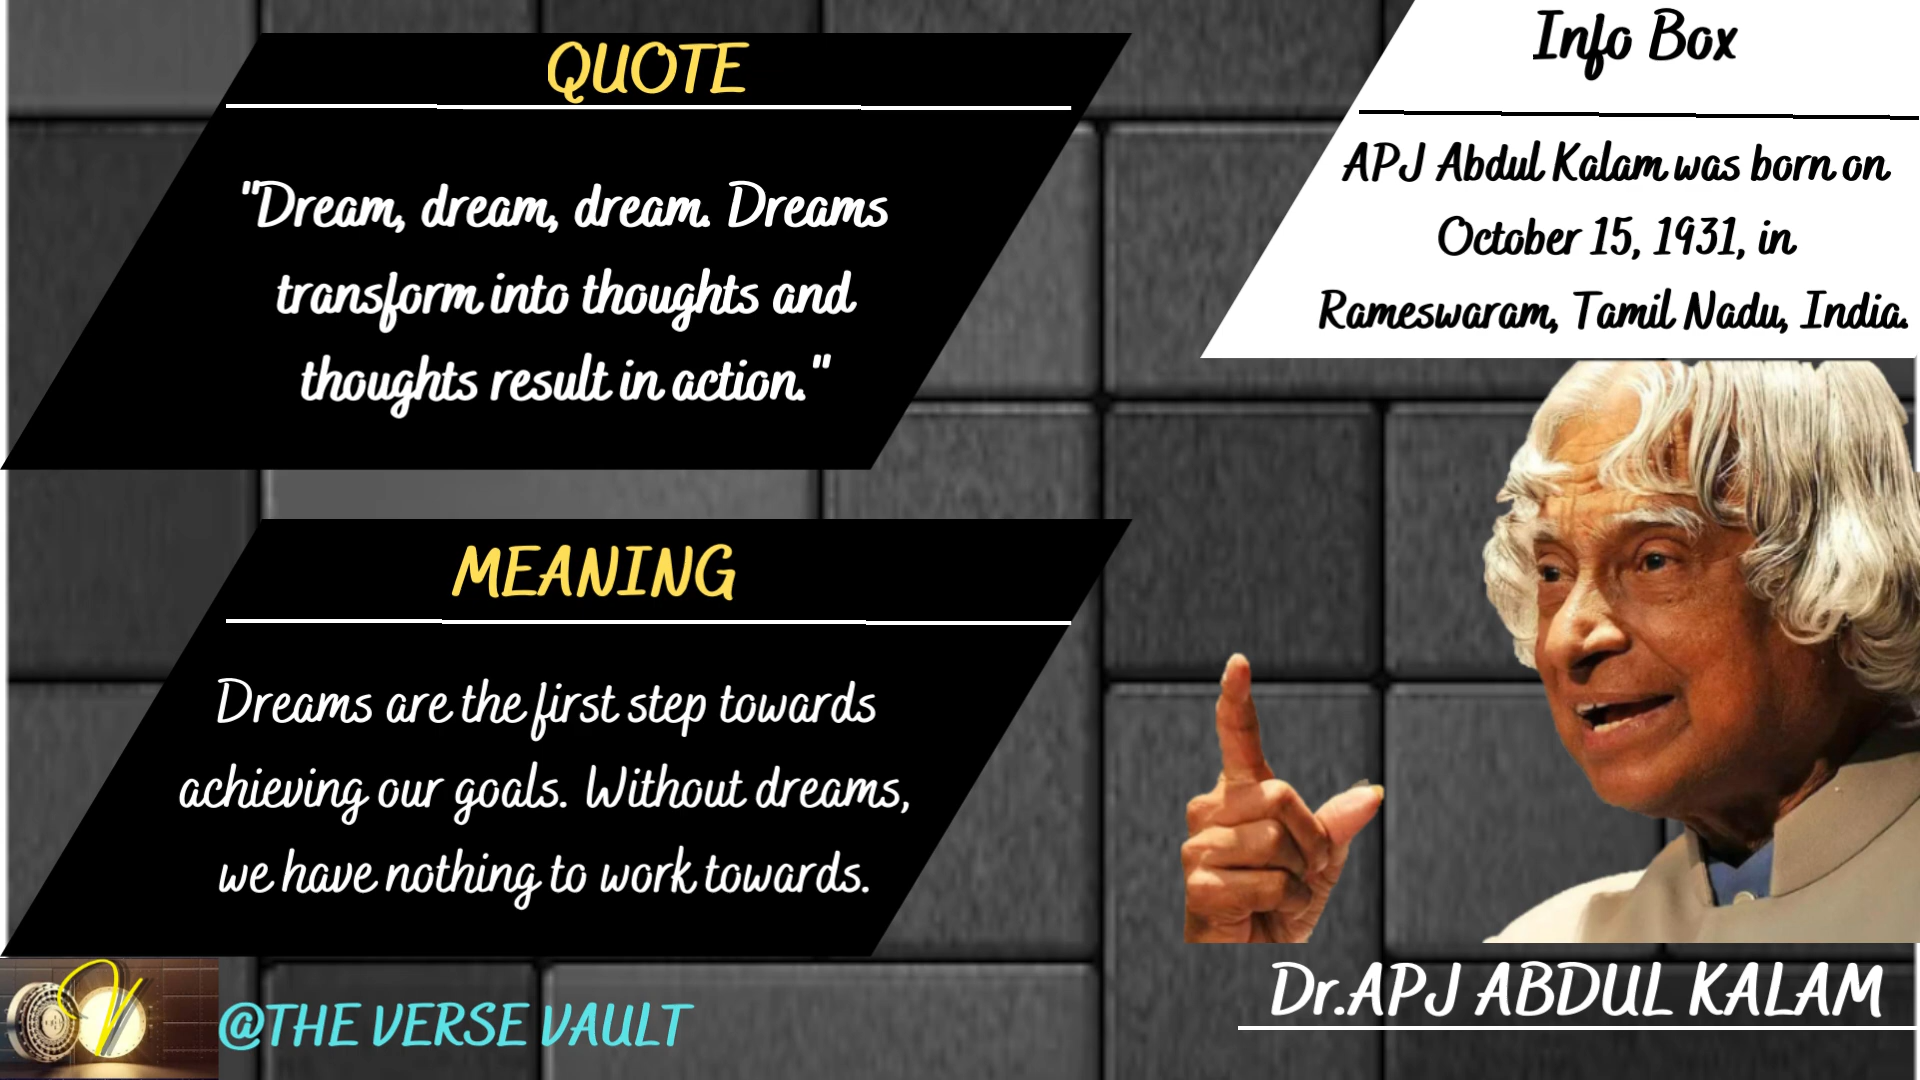 QUOTE
"Dream, dream, dream. Dreams
transform into thoughts and
thoughts result in action."
MEANING
Dreams are the first step towards
achieving our goals. Without dreams,
we have nothing to work towards.
V
@THE VERSE VAULT
Info Box
APJ Abdul Kalam was born on
October 15, 1931, in
Rameswaram, Tamil Nadu, India.
Dr.APJ ABDUL KALAM